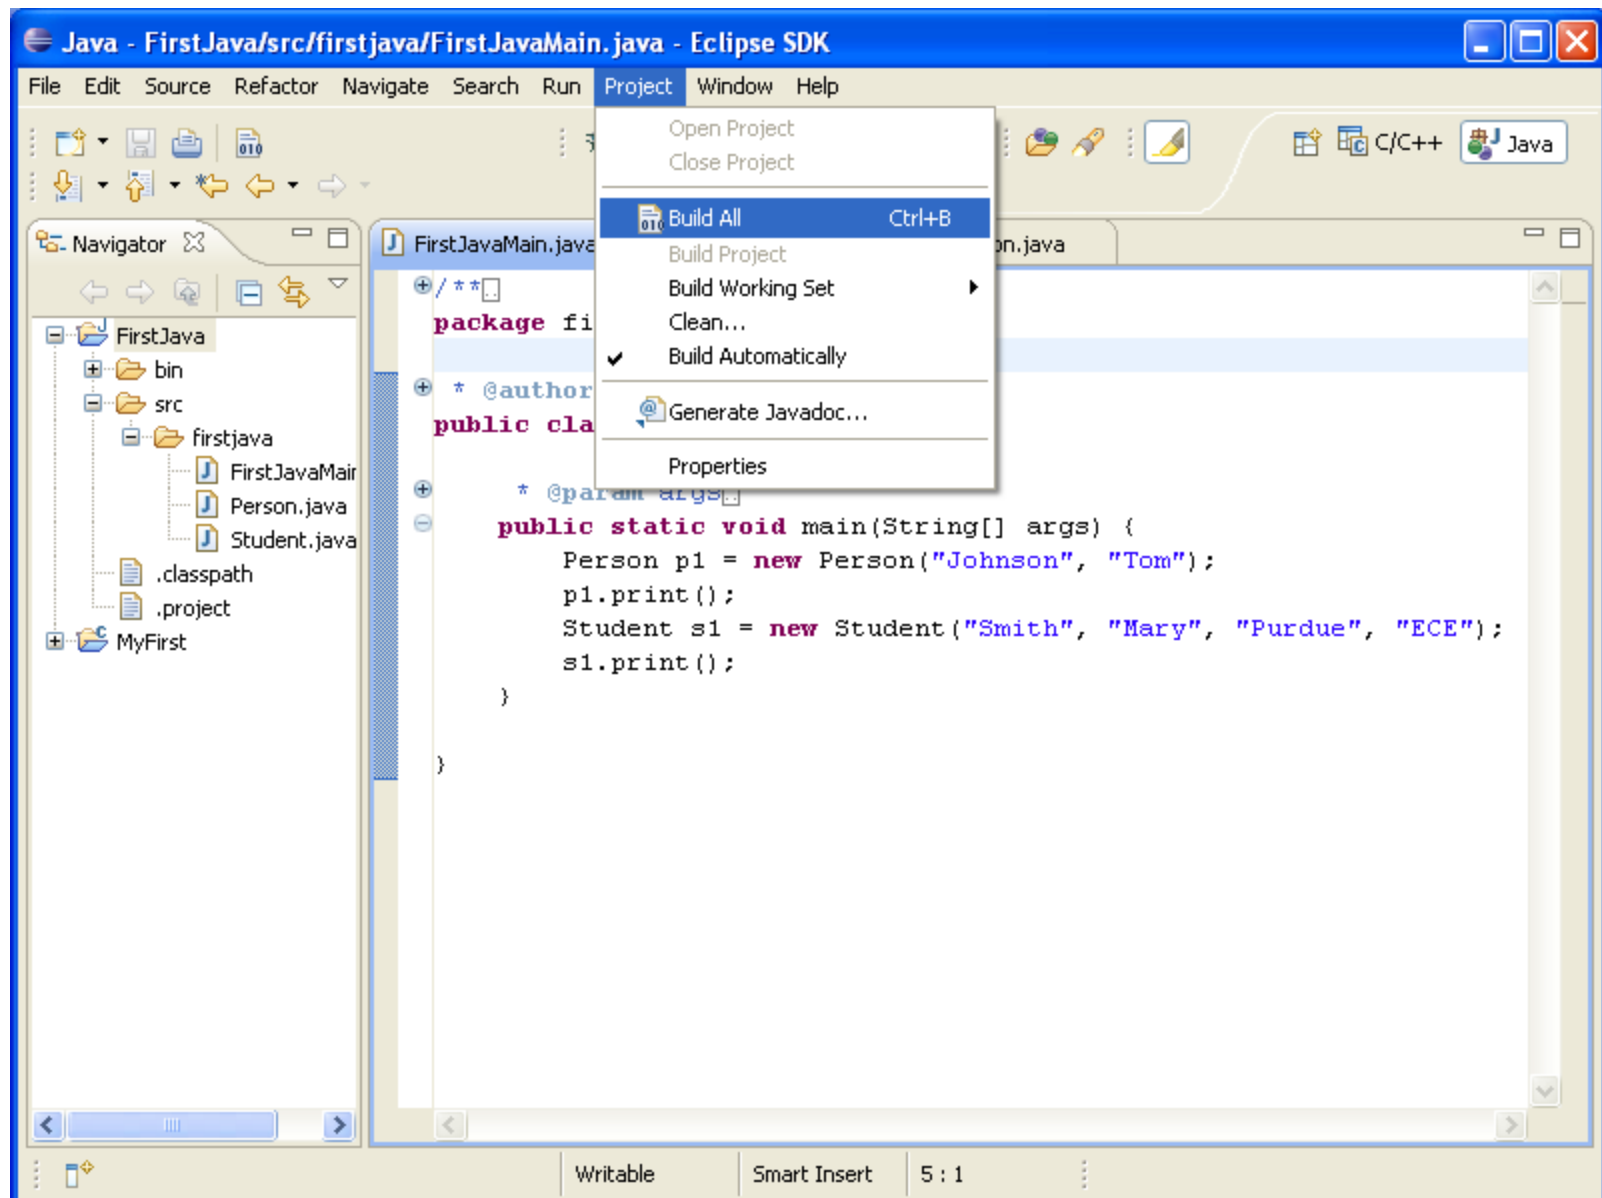 Java - FirstJava/src/firstjava/FirstJavaMain.java - Eclipse SDK
File Edit Source Refactor Navigate Search Run Project Window Help
C/C++ Java
Open Project
Close Project
Build All Ctrl+B
Build Project
Build Working Set
Clean...
Build Automatically
Generate Javadoc...
Properties
Navigator
FirstJava
bin
src
firstjava
FirstJavaMain
Person.java
Student.java
.classpath
.project
MyFirst
FirstJavaMain.java on.java
/**
package fi
* @author
public cla
* @param args
public static void main(String[] args) {
Person p1 = new Person("Johnson", "Tom");
p1.print();
Student s1 = new Student("Smith", "Mary", "Purdue", "ECE");
s1.print();
}
}
Writable Smart Insert 5 : 1